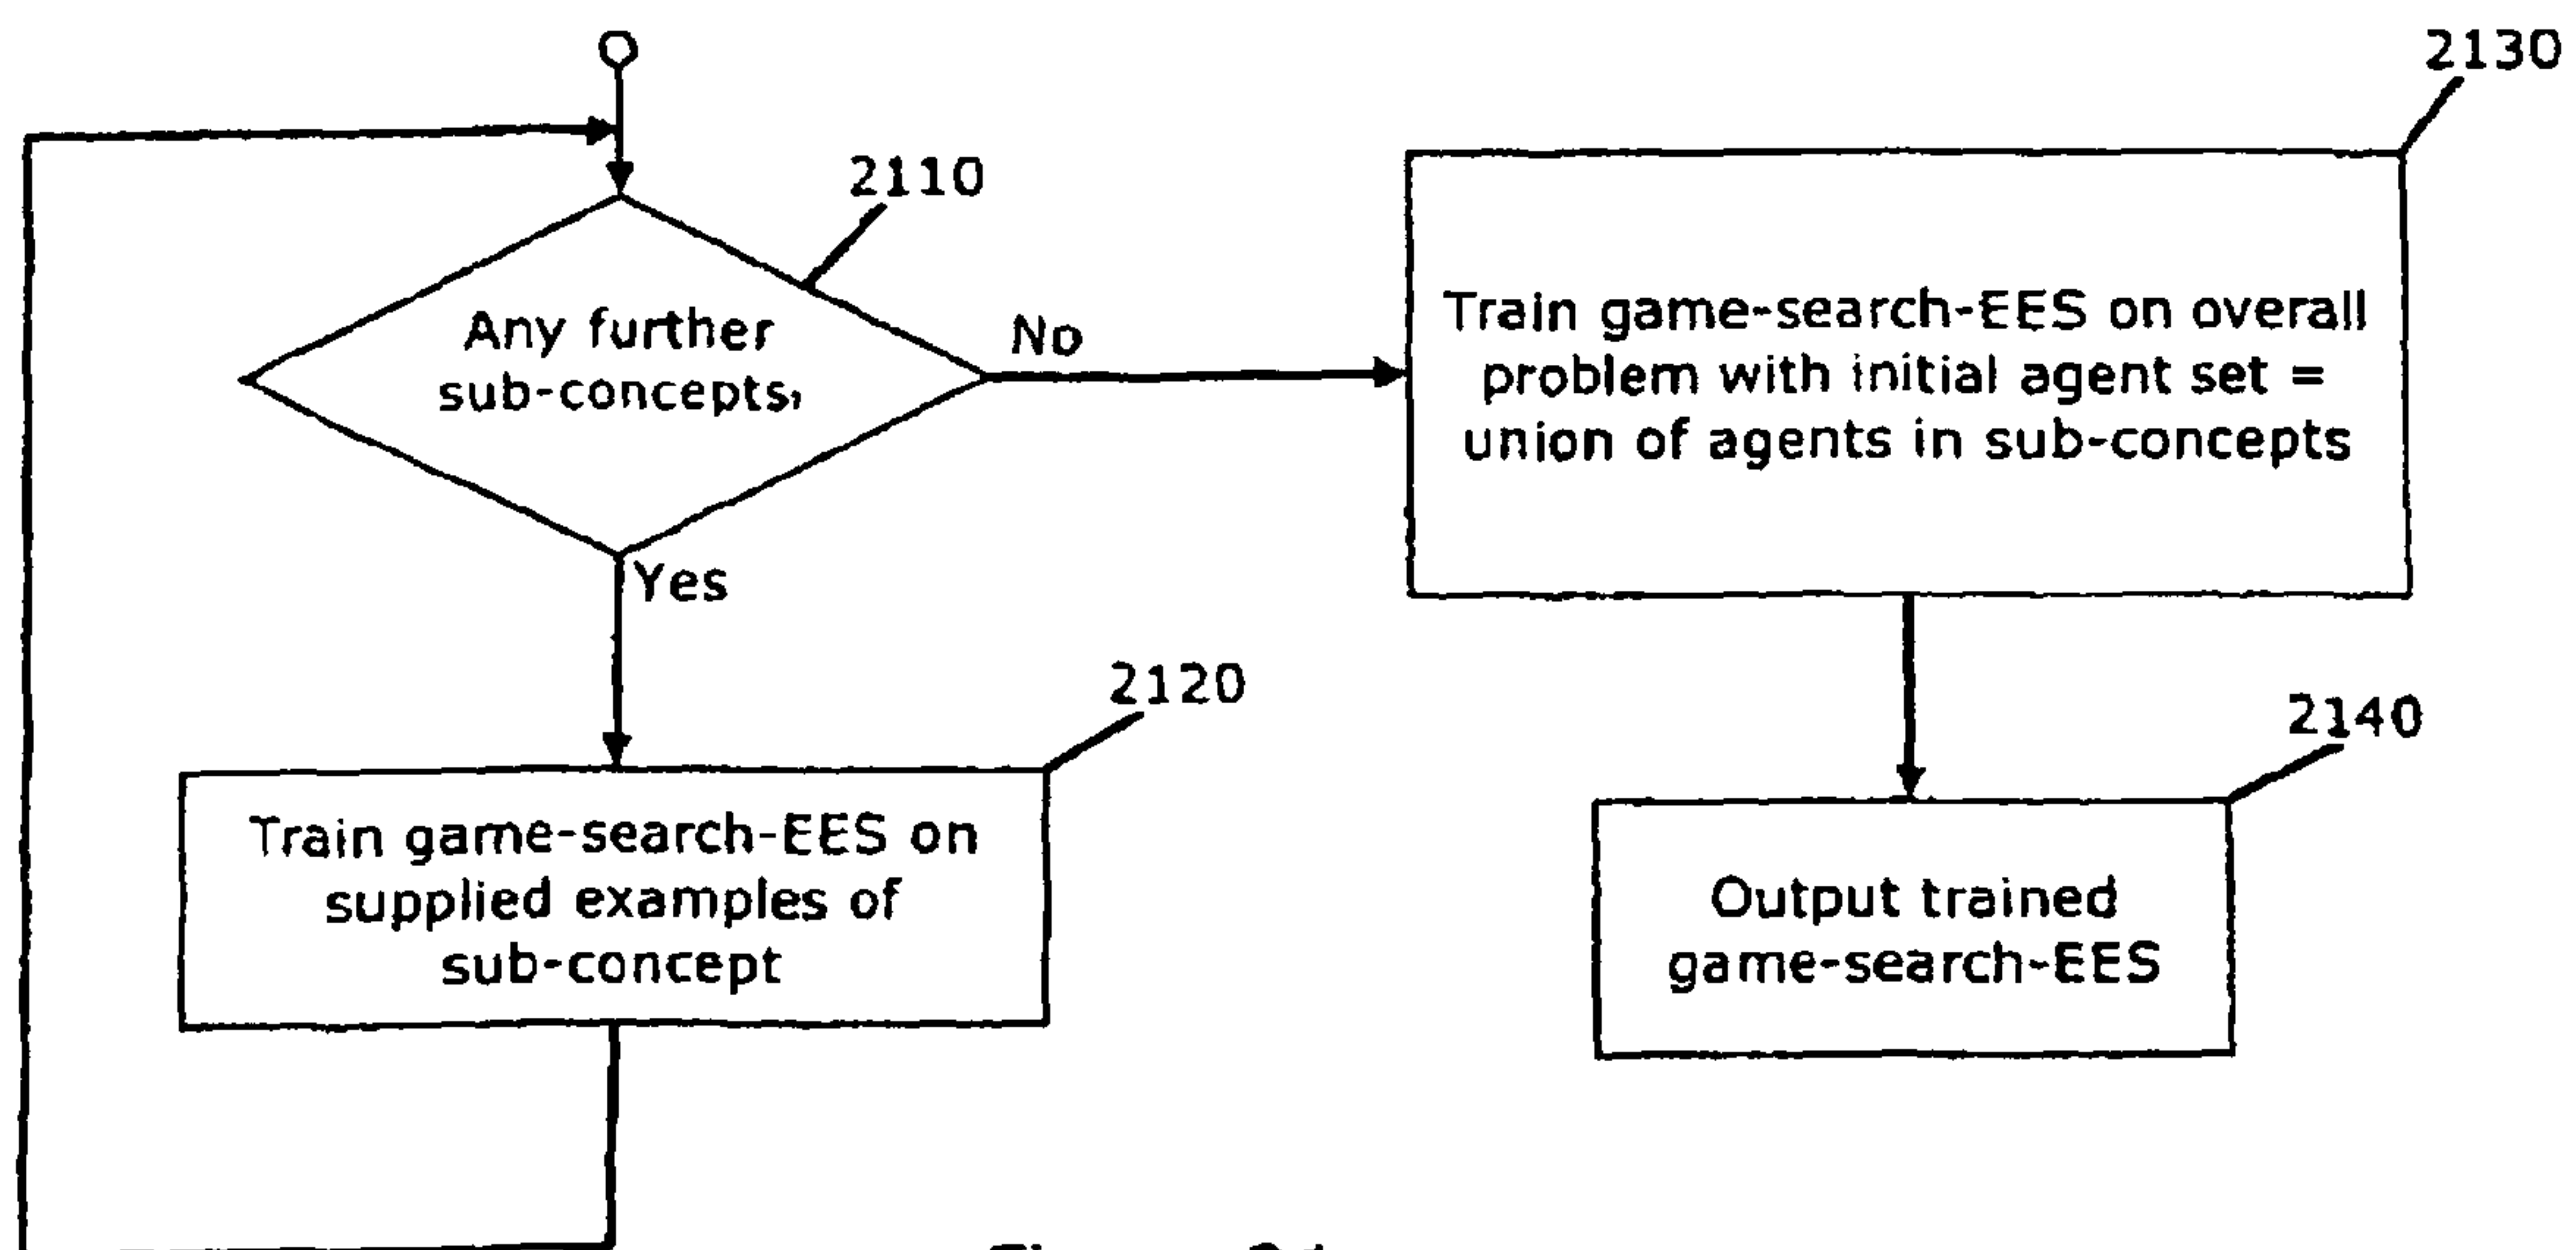 2110
Any further
sub-concepts,
No
Yes
2120
Train game-search-EES on
supplied examples of
sub-concept
2130
Train game-search-EES on overall
problem with initial agent set =
union of agents in sub-concepts
2140
Output trained
game-search-EES